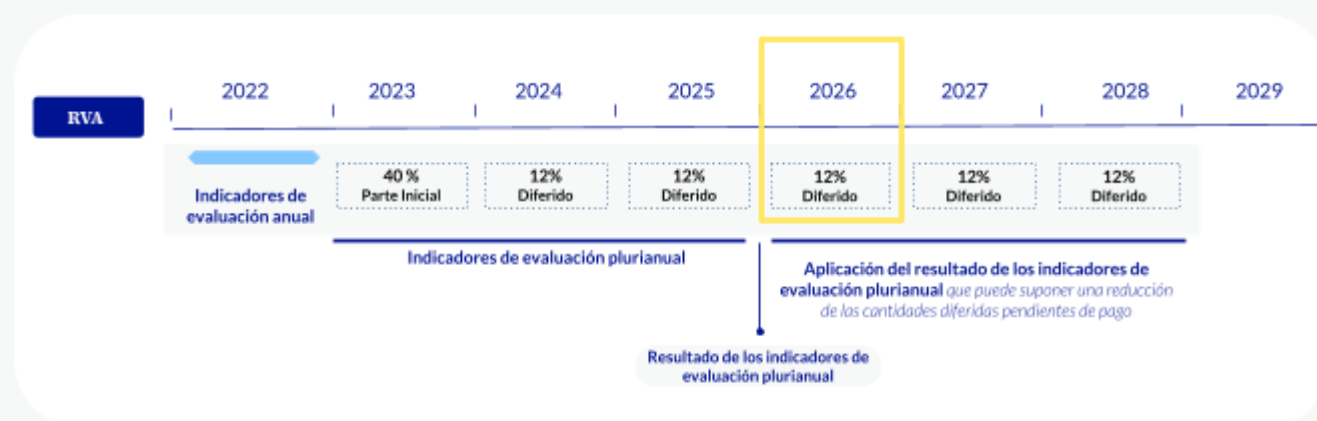 RVA
2022
2023
2024
2025
2026
2027
2028
2029
Indicadores de
evaluación anual
40 %
Parte Inicial
12%
Diferido
12%
Diferido
12%
Diferido
12%
Diferido
12%
Diferido
Indicadores de evaluación plurianual
Aplicación del resultado de los indicadores de
evaluación plurianual que puede suponer una reducción
de las cantidades diferidas pendientes de pago
Resultado de los indicadores de
evaluación plurianual